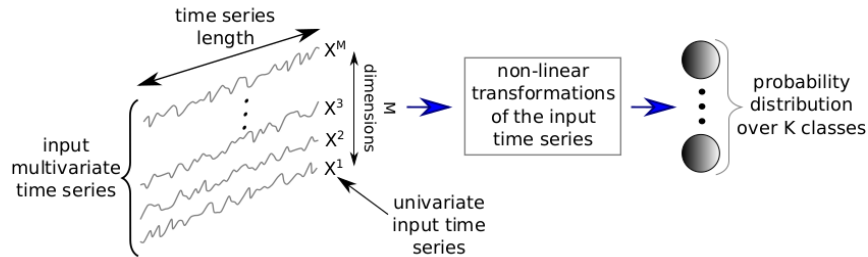 time series
length
X^M
X^3
X^2
X^1
M
dimensions
input
multivariate
time series
univariate
input time
series
non-linear
transformations
of the input
time series
probability
distribution
over K classes